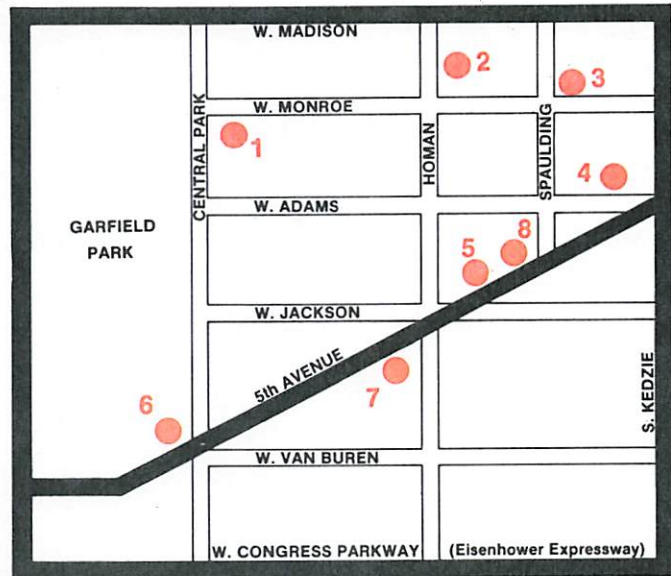 W. MADISON
2
3
W. MONROE
1
CENTRAL PARK
HOMAN
SPAULDING
4
W. ADAMS
GARFIELD
PARK
8
5
W. JACKSON
5th AVENUE
7
S. KEDZIE
6
W. VAN BUREN
W. CONGRESS PARKWAY
(Eisenhower Expressway)